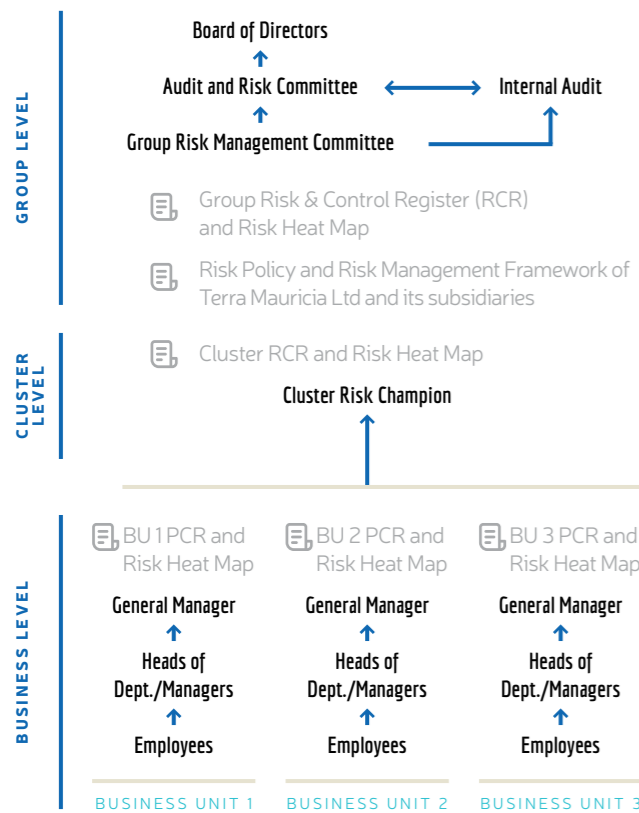 GROUP LEVEL
Board of Directors
Audit and Risk Committee
Internal Audit
Group Risk Management Committee
Group Risk & Control Register (RCR)
and Risk Heat Map
Risk Policy and Risk Management Framework of
Terra Mauricia Ltd and its subsidiaries
CLUSTER
LEVEL
Cluster RCR and Risk Heat Map
Cluster Risk Champion
BUSINESS LEVEL
BU 1 PCR and
Risk Heat Map
General Manager
Heads of
Dept./Managers
Employees
BUSINESS UNIT 1
BU 2 PCR and
Risk Heat Map
General Manager
Heads of
Dept./Managers
Employees
BUSINESS UNIT 2
BU 3 PCR and
Risk Heat Map
General Manager
Heads of
Dept./Managers
Employees
BUSINESS UNIT 3